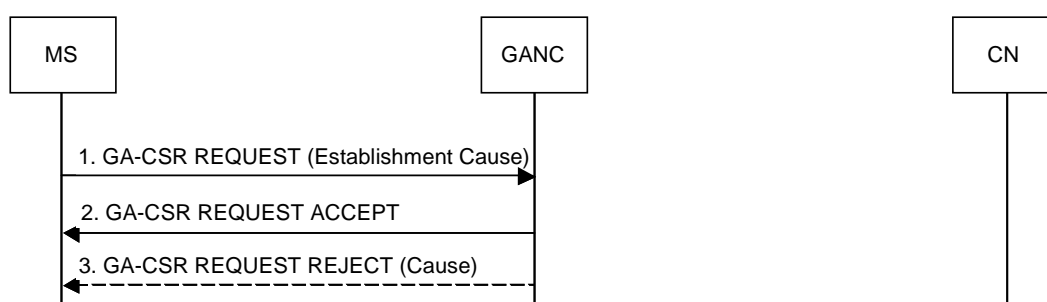 MS
GANC
CN
1. GA-CSR REQUEST (Establishment Cause)
2. GA-CSR REQUEST ACCEPT
3. GA-CSR REQUEST REJECT (Cause)